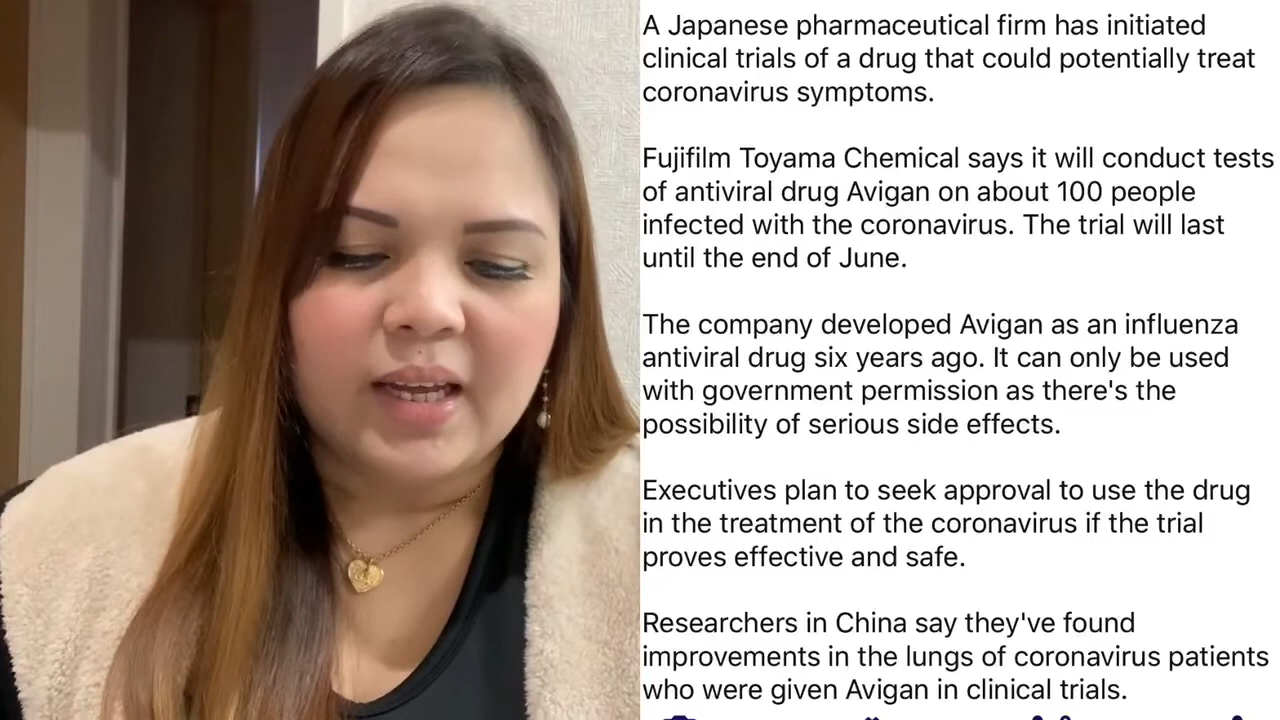 A Japanese pharmaceutical firm has initiated
clinical trials of a drug that could potentially treat
coronavirus symptoms.
Fujifilm Toyama Chemical says it will conduct tests
of antiviral drug Avigan on about 100 people
infected with the coronavirus. The trial will last
until the end of June.
The company developed Avigan as an influenza
antiviral drug six years ago. It can only be used
with government permission as there's the
possibility of serious side effects.
Executives plan to seek approval to use the drug
in the treatment of the coronavirus if the trial
proves effective and safe.
Researchers in China say they've found
improvements in the lungs of coronavirus patients
who were given Avigan in clinical trials.